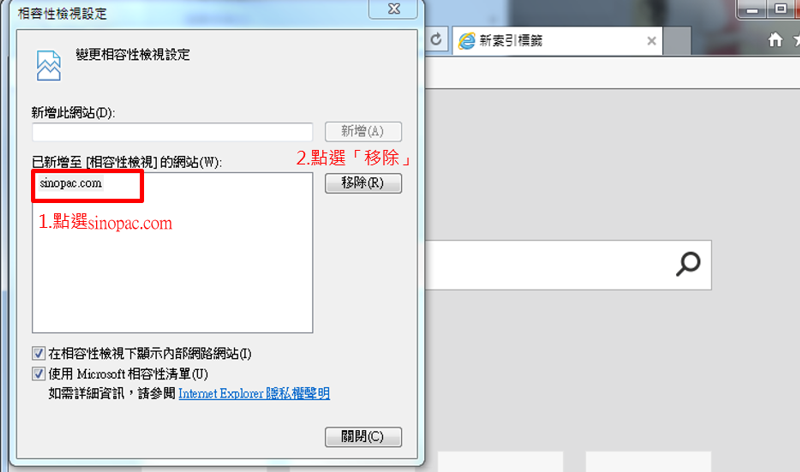 相容性檢視設定
新索引標籤
變更相容性檢視設定
新增此網站(D):
新增(A)
2.點選「移除」
已新增至 [相容性檢視] 的網站(W):
sinopac.com
移除(R)
1.點選sinopac.com
在相容性檢視下顯示內部網路網站(I)
使用 Microsoft 相容性清單(U)
如需詳細資訊，請參閱 Internet Explorer 隱私權聲明
關閉(C)